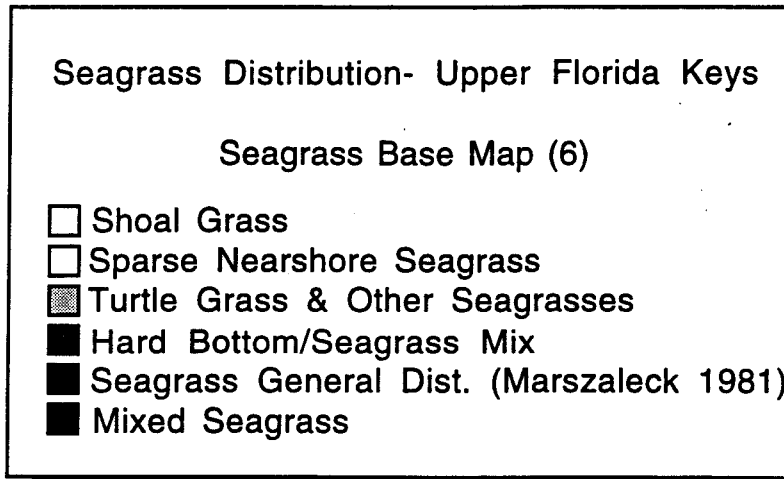 Seagrass Distribution- Upper Florida Keys
Seagrass Base Map (6)
Shoal Grass
Sparse Nearshore Seagrass
Turtle Grass & Other Seagrasses
Hard Bottom/Seagrass Mix
Seagrass General Dist. (Marszaleck 1981)
Mixed Seagrass